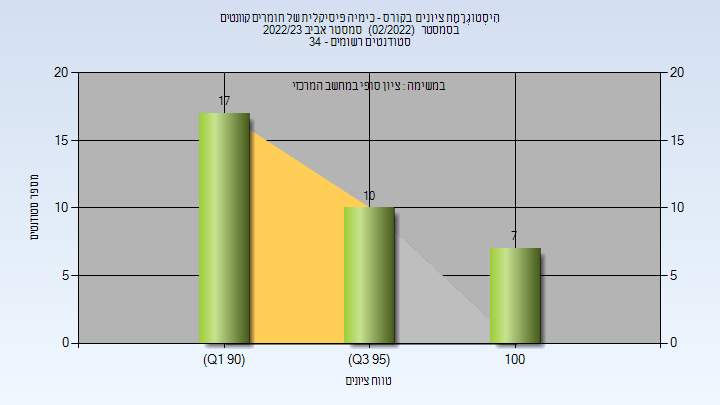 היסטוגרמת ציונים בקורס - כימיה פיסיקלית של חומרים קוונטים
בסמסטר (02/2022) סמסטר אביב 2022/23
סטודנטים רשומים - 34
במשימה : ציון סופי במחשב המרכזי
20 20
17
15 15
10
10 10
7
5 5
0 0
מספר סטודנטים
(Q1 90) (Q3 95) 100
טווח ציונים